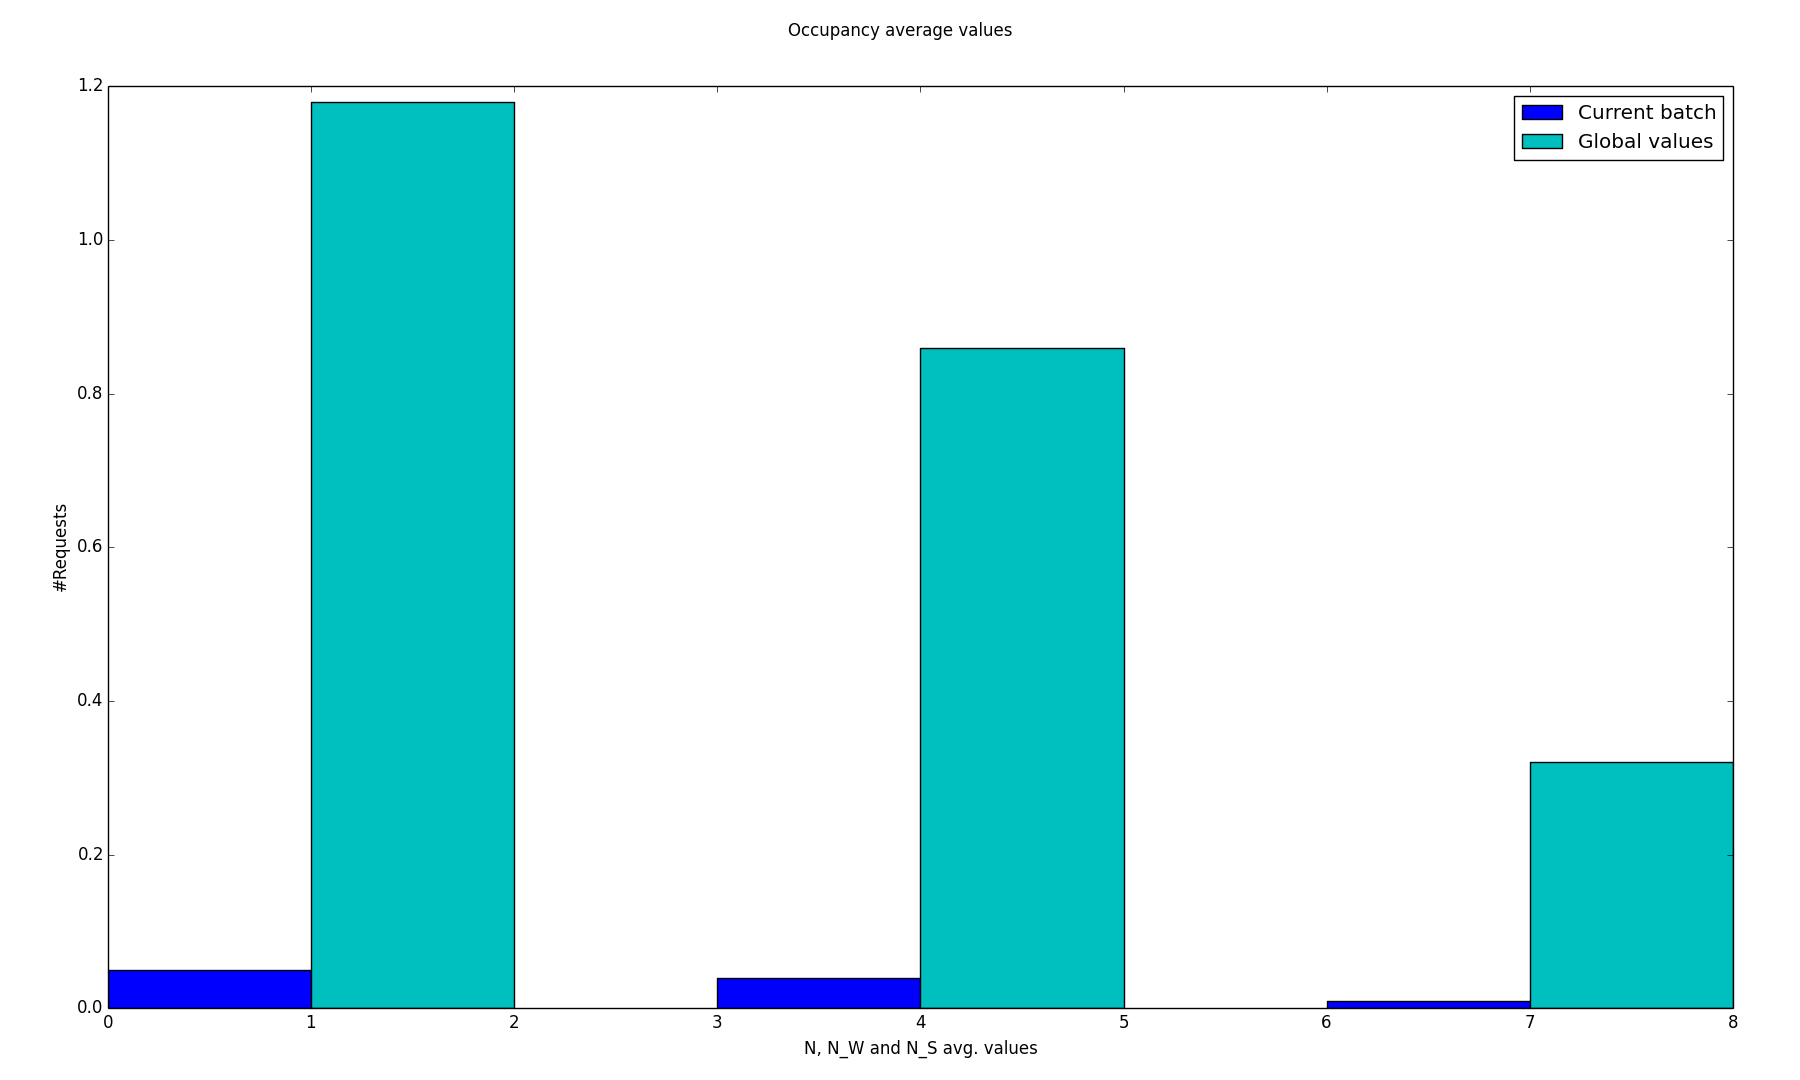 Occupancy average values
1.2
1.0
0.8
0.6
0.4
0.2
0.0
#Requests
Current batch
Global values
0 1 2 3 4 5 6 7 8
N, N_W and N_S avg. values